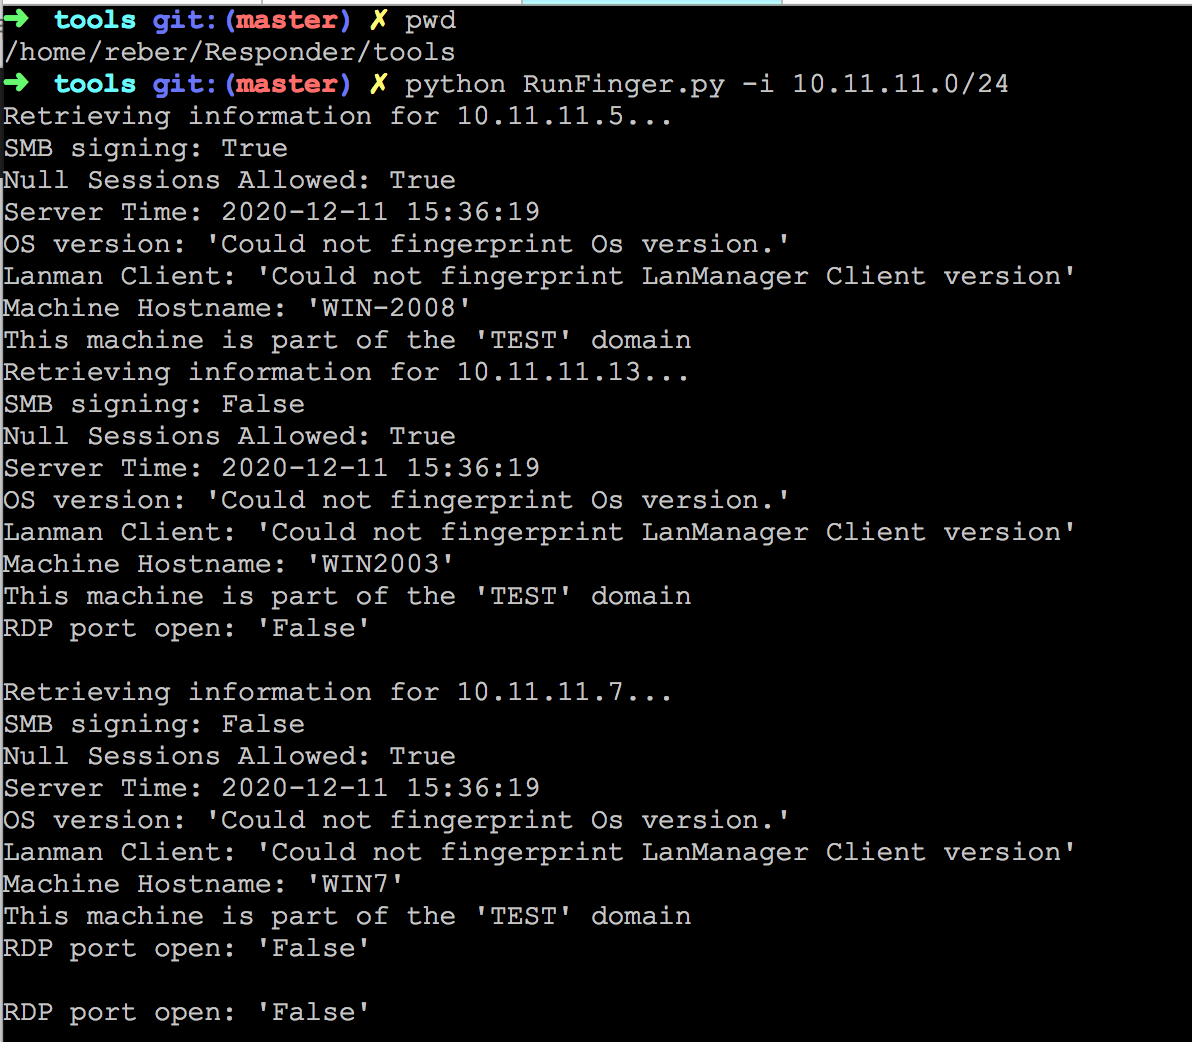 ➜ tools git:(master) ✗ pwd
/home/reber/Responder/tools
➜ tools git:(master) ✗ python RunFinger.py -i 10.11.11.0/24
Retrieving information for 10.11.11.5...
SMB signing: True
Null Sessions Allowed: True
Server Time: 2020-12-11 15:36:19
OS version: 'Could not fingerprint Os version.'
Lanman Client: 'Could not fingerprint LanManager Client version'
Machine Hostname: 'WIN-2008'
This machine is part of the 'TEST' domain
Retrieving information for 10.11.11.13...
SMB signing: False
Null Sessions Allowed: True
Server Time: 2020-12-11 15:36:19
OS version: 'Could not fingerprint Os version.'
Lanman Client: 'Could not fingerprint LanManager Client version'
Machine Hostname: 'WIN2003'
This machine is part of the 'TEST' domain
RDP port open: 'False'
Retrieving information for 10.11.11.7...
SMB signing: False
Null Sessions Allowed: True
Server Time: 2020-12-11 15:36:19
OS version: 'Could not fingerprint Os version.'
Lanman Client: 'Could not fingerprint LanManager Client version'
Machine Hostname: 'WIN7'
This machine is part of the 'TEST' domain
RDP port open: 'False'
RDP port open: 'False'